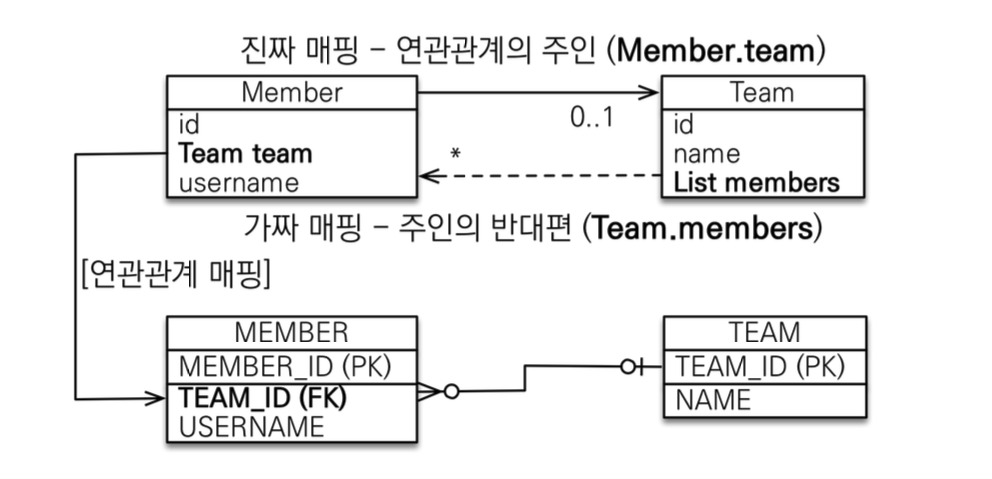 진짜 매핑 – 연관관계의 주인 (Member.team)
Member
id
Team team
username
0..1
*
Team
id
name
List members
가짜 매핑 – 주인의 반대편 (Team.members)
[연관관계 매핑]
MEMBER
MEMBER_ID (PK)
TEAM_ID (FK)
USERNAME
TEAM
TEAM_ID (PK)
NAME